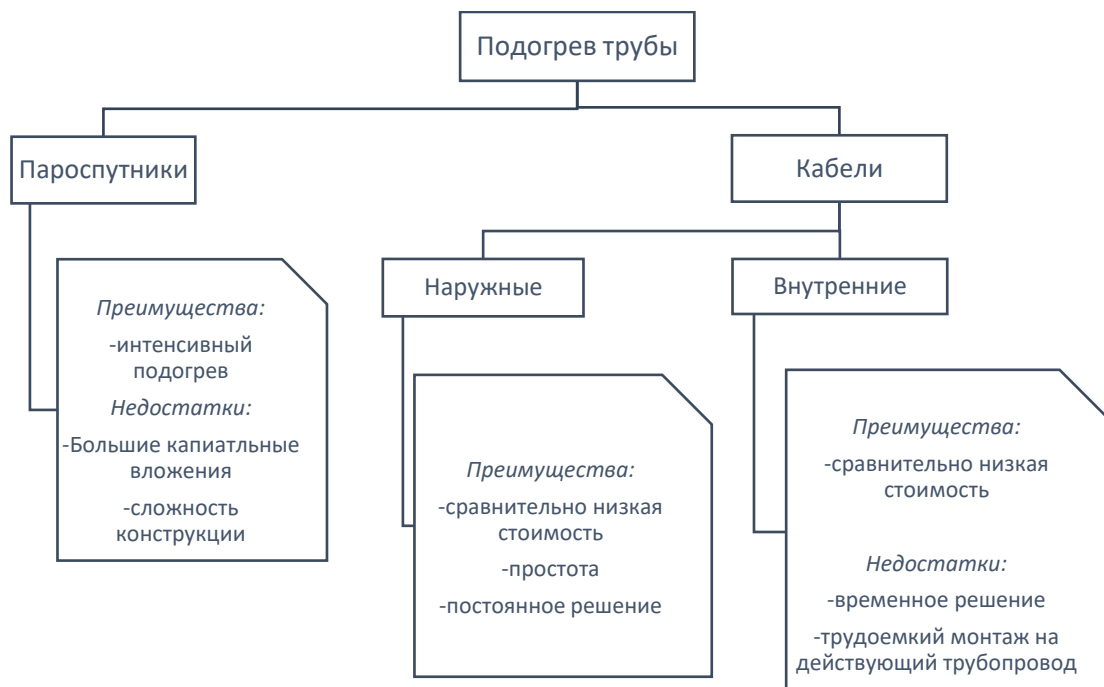 Подогрев трубы
Пароспутники
Кабели
Наружные
Внутренние
Преимущества:
-интенсивный
подогрев
Недостатки:
-Большие капиатльные
вложения
-сложность
конструкции
Преимущества:
-сравнительно низкая
стоимость
-простота
-постоянное решение
Преимущества:
-сравнительно низкая
стоимость
Недостатки:
-временное решение
-трудоемкий монтаж на
действующий трубопровод